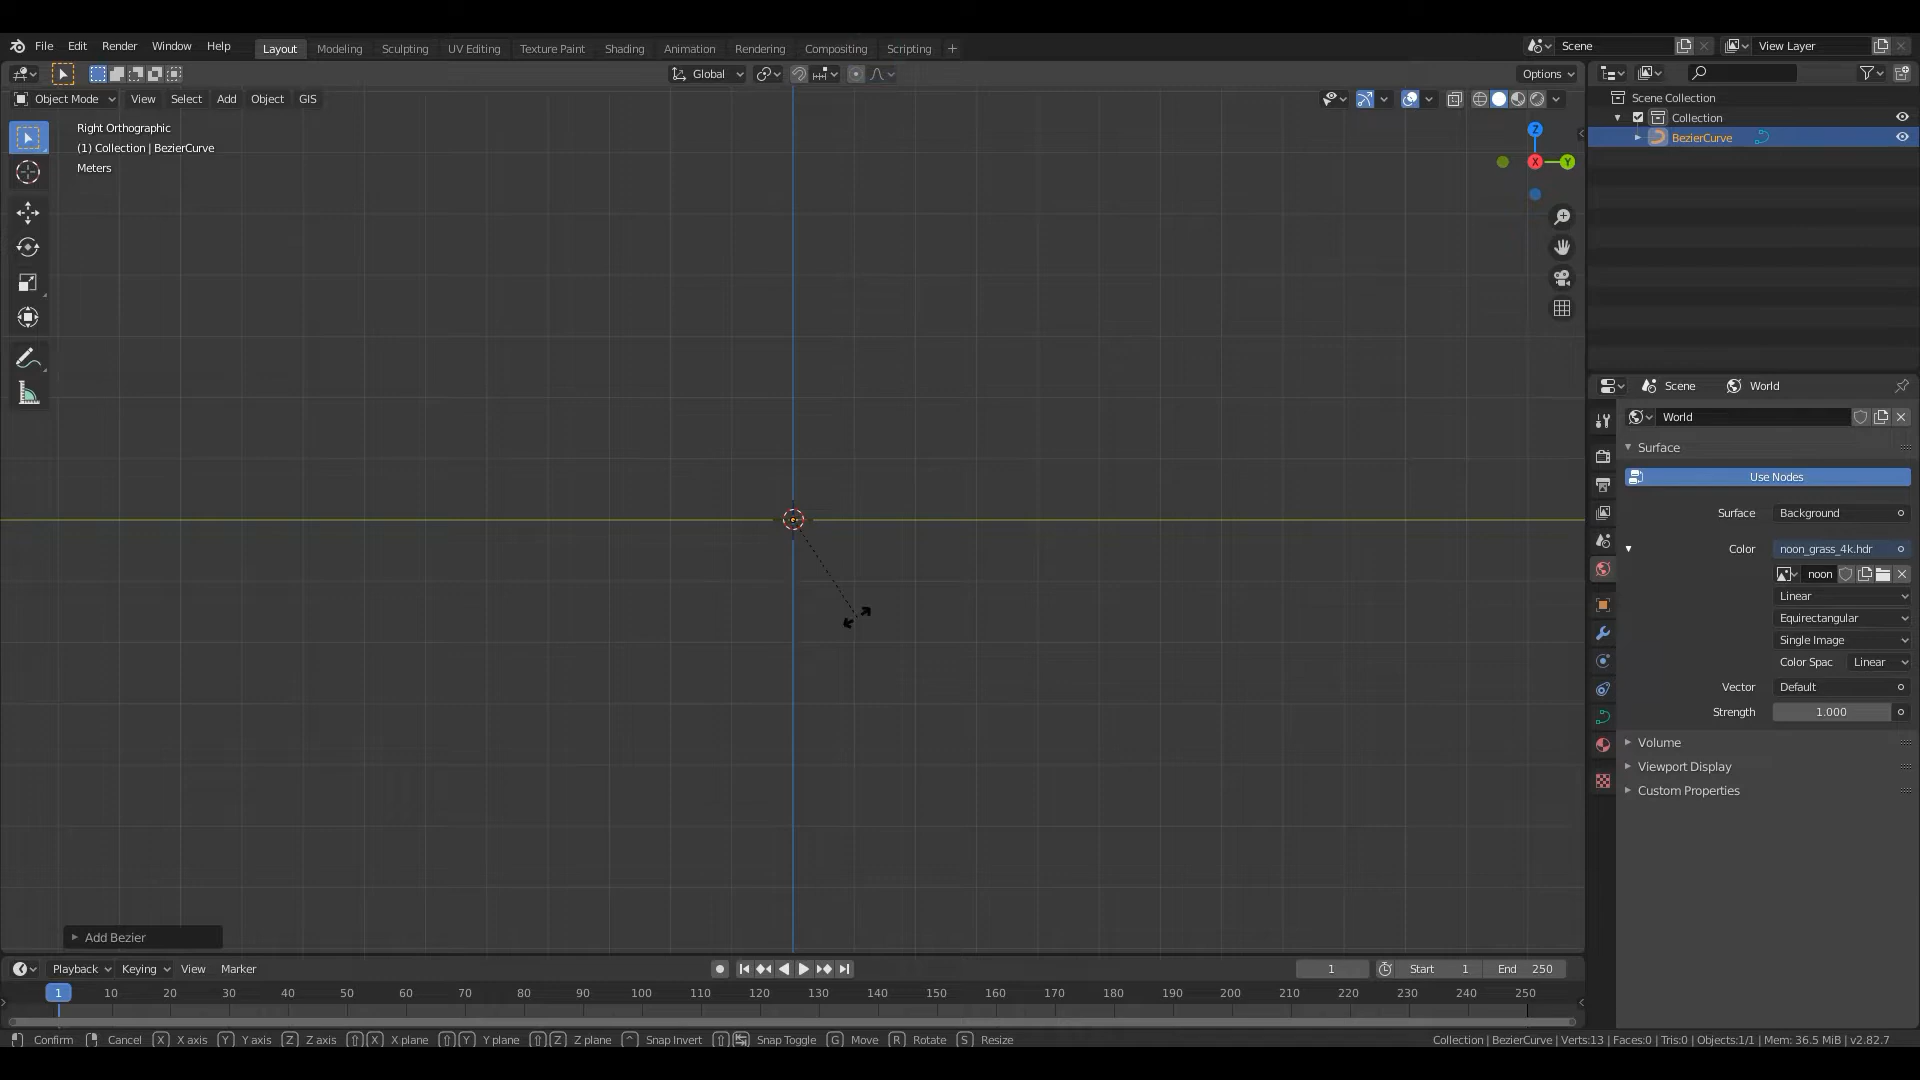 File Edit Render Window Help Layout Modeling Sculpting UV Editing Texture Paint Shading Animation Rendering Compositing Scripting + Scene View Layer
Global Options
Object Mode View Select Add Object GIS
Scene Collection
Collection
BezierCurve
Right Orthographic
(1) Collection | BezierCurve
Meters
Z
X
Y
Scene World
World
Surface
Use Nodes
Surface Background
Color noon_grass_4k.hdr
noon
Linear
Equirectangular
Single Image
Color Spac Linear
Vector Default
Strength 1.000
Volume
Viewport Display
Custom Properties
Add Bezier
Playback Keying View Marker 1 Start 1 End 250
1 10 20 30 40 50 60 70 80 90 100 110 120 130 140 150 160 170 180 190 200 210 220 230 240 250
Confirm Cancel X X axis Y Y axis Z Z axis X X plane Y Y plane Z Z plane ^ Snap Invert Snap Toggle G Move R Rotate S Resize Collection | BezierCurve | Verts:13 | Faces:0 | Tris:0 | Objects:1/1 | Mem: 36.5 MiB | v2.82.7